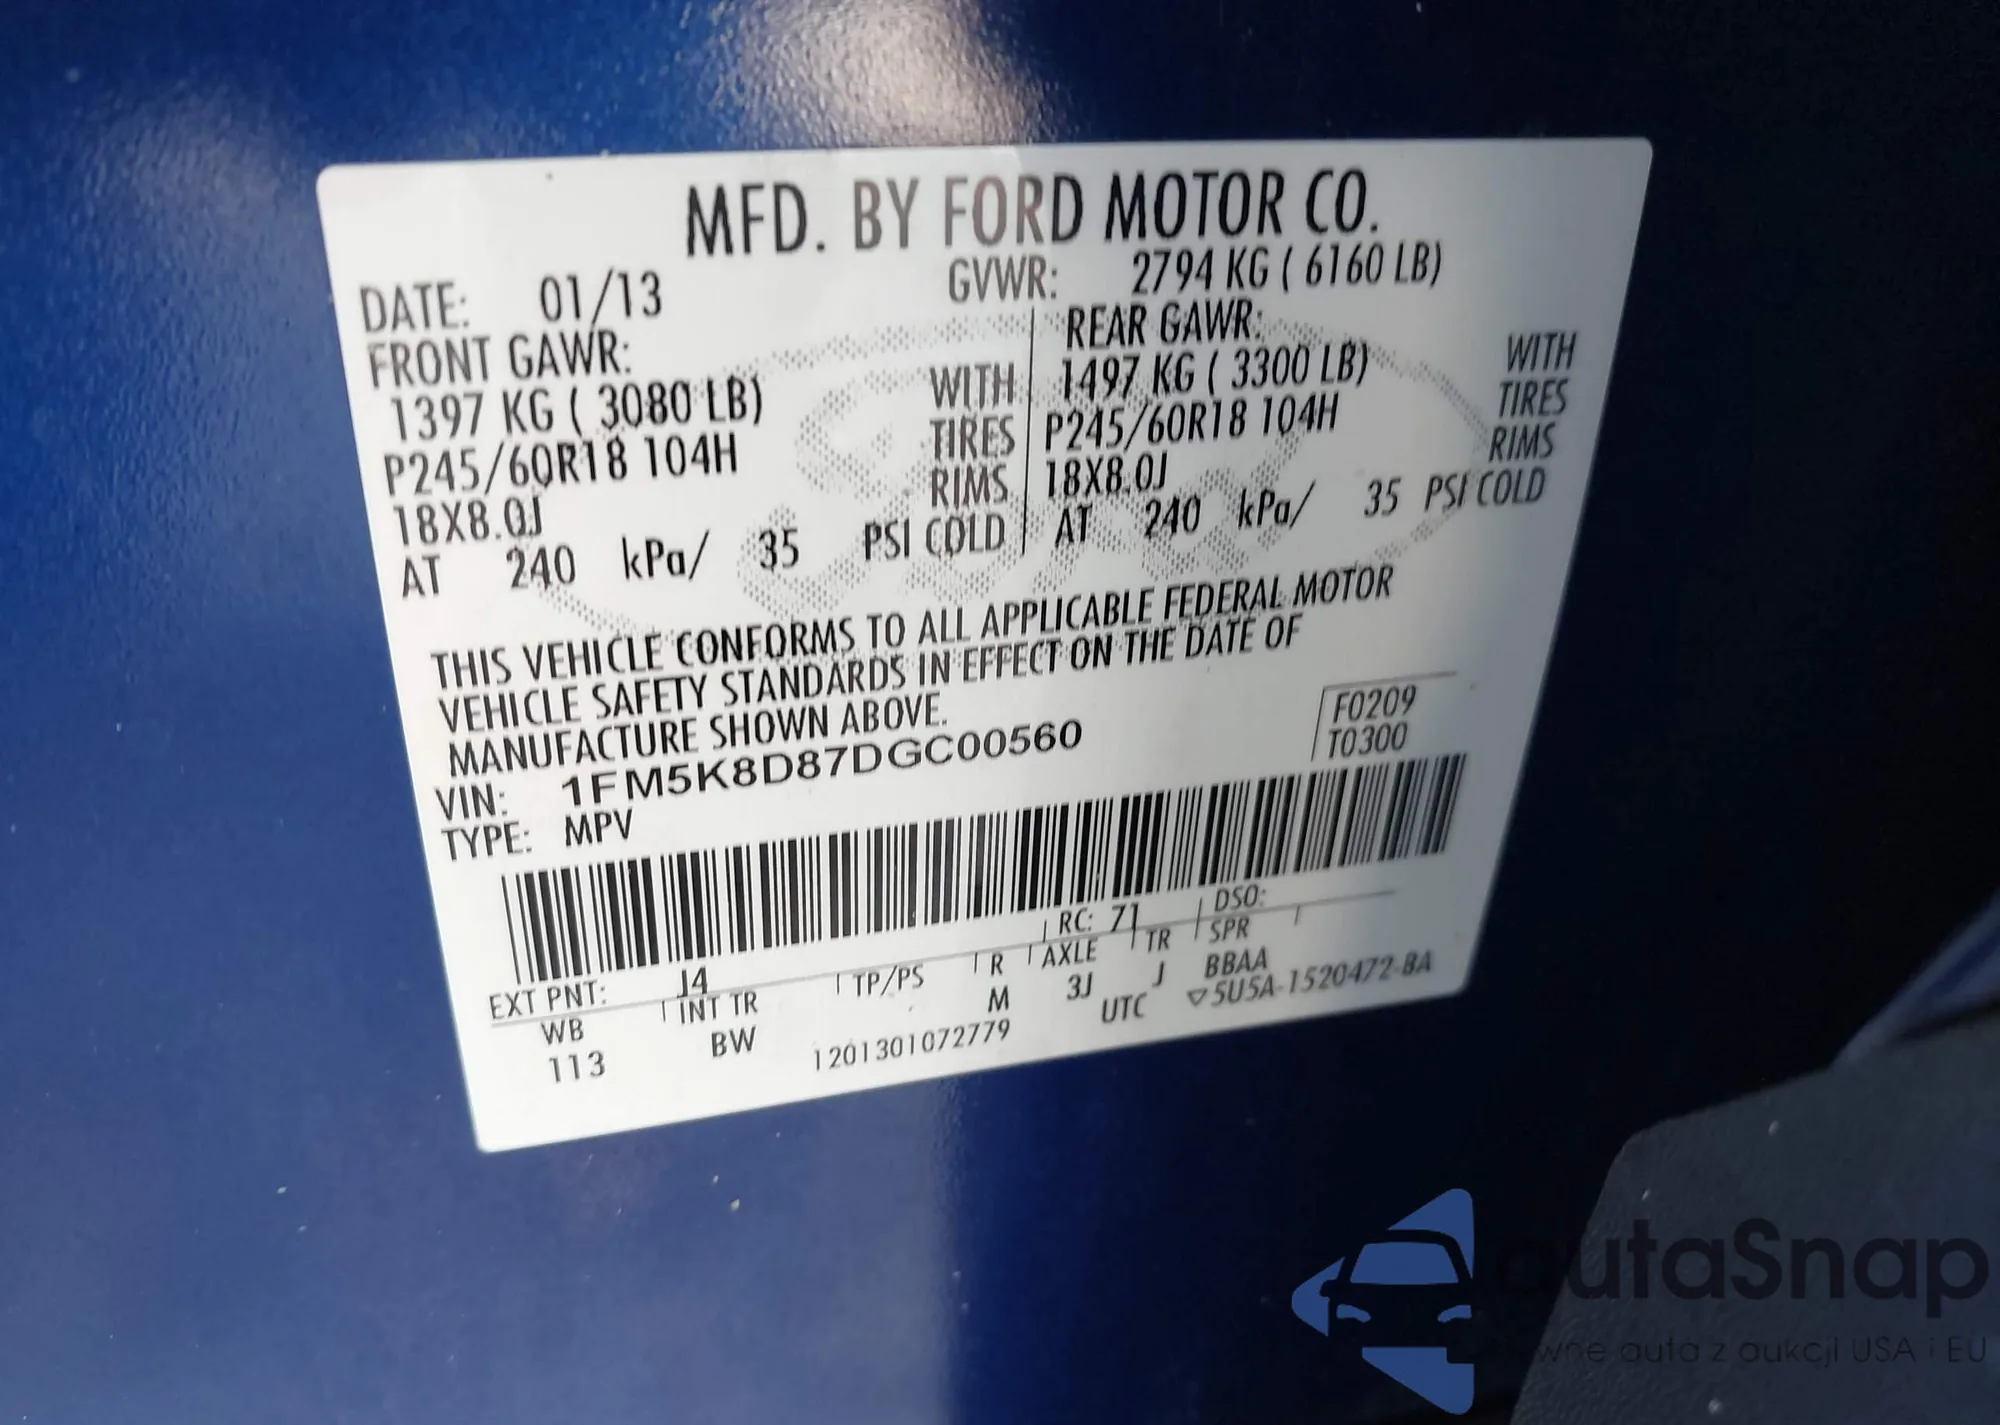 MFD. BY FORD MOTOR CO.
DATE: 01/13 GVWR: 2794 KG ( 6160 LB)
FRONT GAWR: REAR GAWR:
1397 KG ( 3080 LB) WITH 1497 KG ( 3300 LB) WITH
P245/60R18 104H TIRES P245/60R18 104H TIRES
18X8.0J RIMS 18X8.0J RIMS
AT 240 kPa/ 35 PSI COLD AT 240 kPa/ 35 PSI COLD
THIS VEHICLE CONFORMS TO ALL APPLICABLE FEDERAL MOTOR
VEHICLE SAFETY STANDARDS IN EFFECT ON THE DATE OF
MANUFACTURE SHOWN ABOVE.
F0209
T0300
VIN: 1FM5K8D87DGC00560
TYPE: MPV
EXT PNT: J4 RC: 71 DSO:
WB INT TR TP/PS R AXLE TR SPR
113 BW M 3J J BBAA
1201301072779 UTC ▽5U5A-1520472-BA
autaSnap
auta z aukcji USA i EU